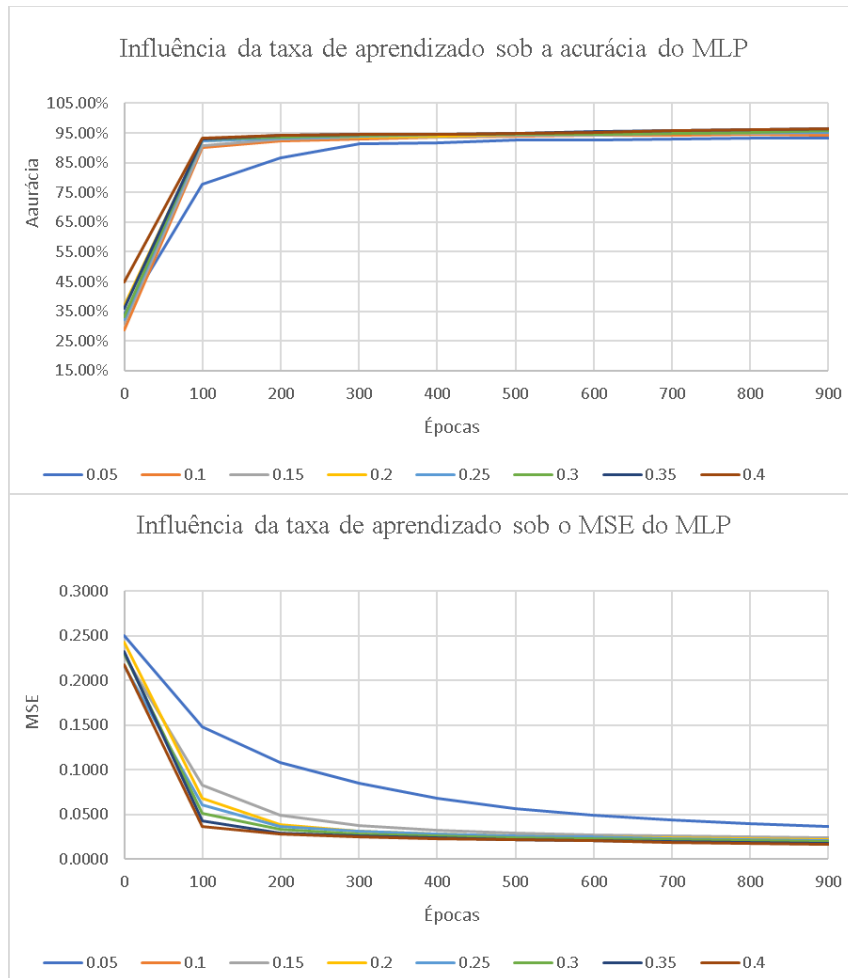 Influência da taxa de aprendizado sob a acurácia do MLP
105.00%
95.00%
85.00%
75.00%
65.00%
55.00%
45.00%
35.00%
25.00%
15.00%
Aaurácia
0 100 200 300 400 500 600 700 800 900
Épocas
0.05 0.1 0.15 0.2 0.25 0.3 0.35 0.4
Influência da taxa de aprendizado sob o MSE do MLP
0.3000
0.2500
0.2000
0.1500
0.1000
0.0500
0.0000
MSE
0 100 200 300 400 500 600 700 800 900
Épocas
0.05 0.1 0.15 0.2 0.25 0.3 0.35 0.4